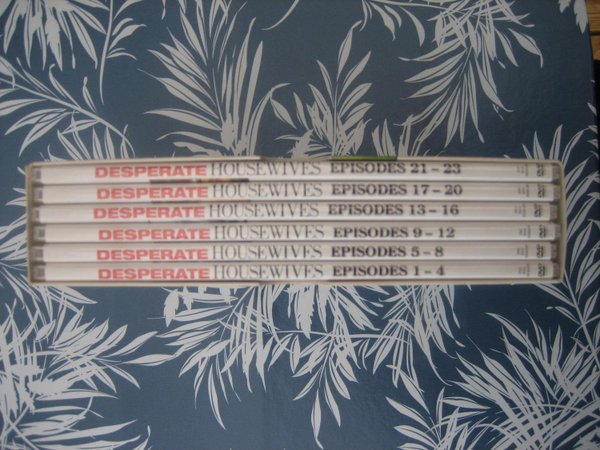 DESPERATE HOUSEWIVES EPISODES 21 - 23
DESPERATE HOUSEWIVES EPISODES 17 - 20
DESPERATE HOUSEWIVES EPISODES 13 - 16
DESPERATE HOUSEWIVES EPISODES 9 - 12
DESPERATE HOUSEWIVES EPISODES 5 - 8
DESPERATE HOUSEWIVES EPISODES 1 - 4